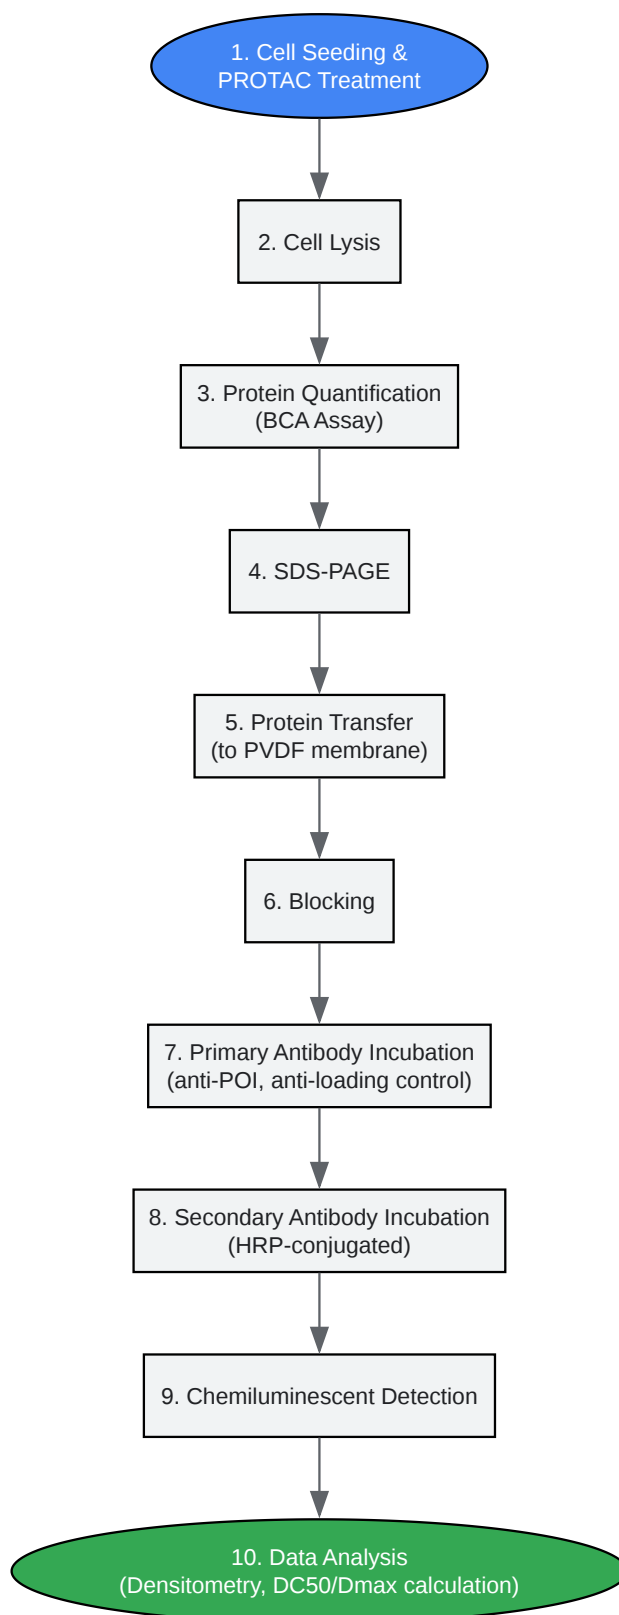 1. Cell Seeding &
PROTAC Treatment
2. Cell Lysis
3. Protein Quantification
(BCA Assay)
4. SDS-PAGE
5. Protein Transfer
(to PVDF membrane)
6. Blocking
7. Primary Antibody Incubation
(anti-POI, anti-loading control)
8. Secondary Antibody Incubation
(HRP-conjugated)
9. Chemiluminescent Detection
10. Data Analysis
(Densitometry, DC50/Dmax calculation)